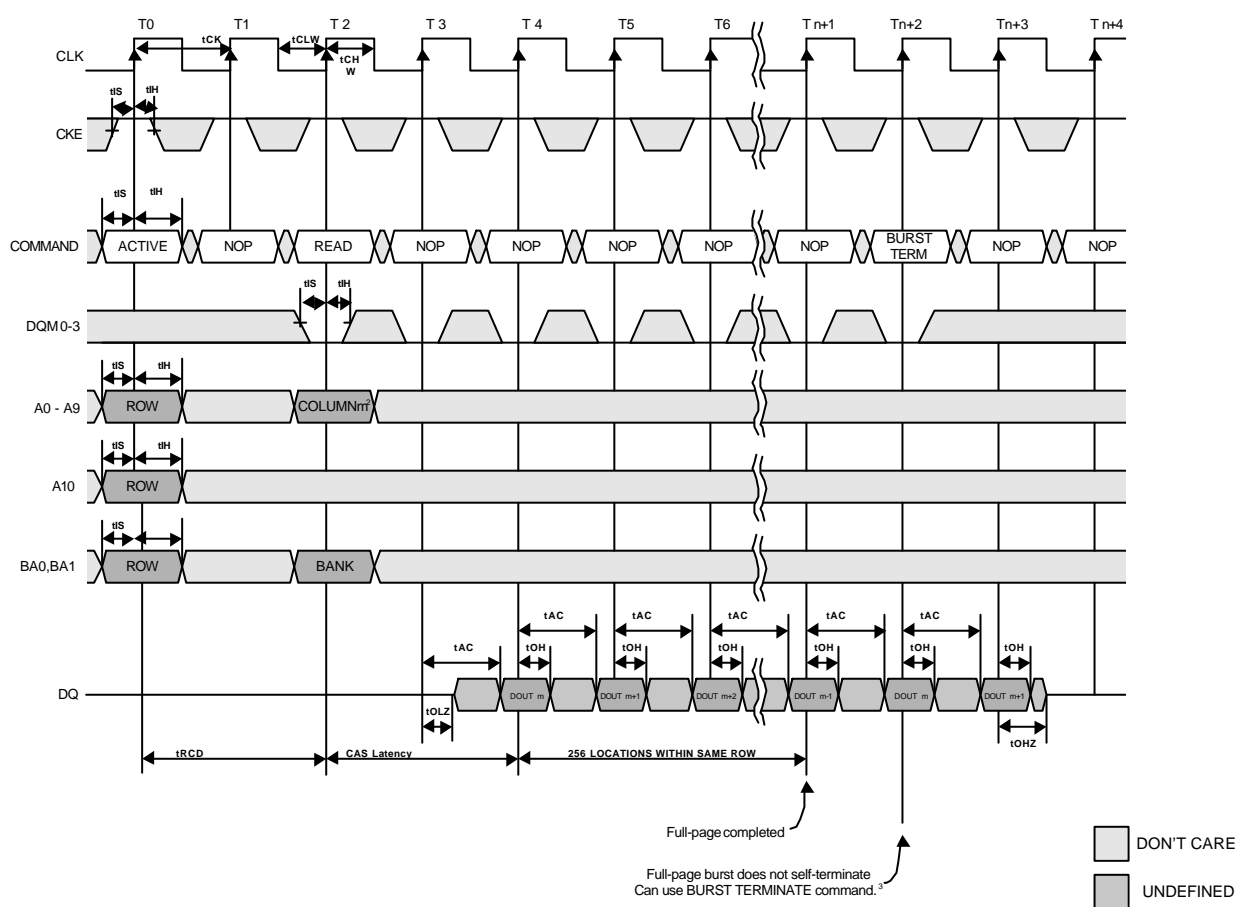 T0 T1 T 2 T 3 T 4 T5 T6 T n+1 Tn+2 Tn+3 T n+4
CLK
tCK tCLW tCH
W
tIS tIH
CKE
tIS tIH
COMMAND ACTIVE NOP READ NOP NOP NOP NOP NOP BURST
TERM NOP NOP
tIS tIH
DQM 0-3
tIS tIH
A0 - A9 ROW COLUMNm²
tIS tIH
A10 ROW
tIS
BA0,BA1 ROW BANK
tAC tAC tAC tAC tAC
tAC tOH tOH tOH tOH tOH tOH
DQ DOUT m DOUT m+1 DOUT m+2 DOUT m-1 DOUT m DOUT m+1
tOLZ tOHZ
tRCD CAS Latency 256 LOCATIONS WITHIN SAME ROW
Full-page completed
Full-page burst does not self-terminate
Can use BURST TERMINATE command.³
DON'T CARE
UNDEFINED